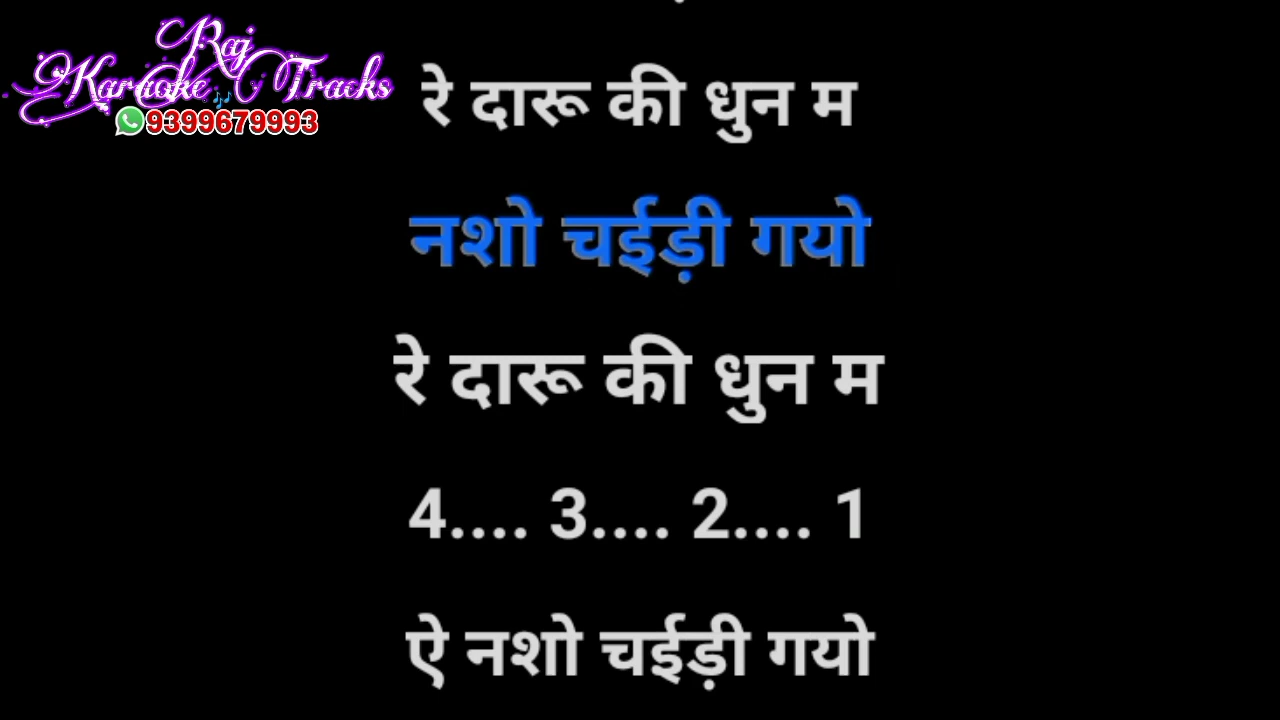 Raj
Karaoke Tracks
9399679993
रे दारू की धुन म
नशो चईड़ी गयो
रे दारू की धुन म
4.... 3.... 2.... 1
ऐ नशो चईड़ी गयो